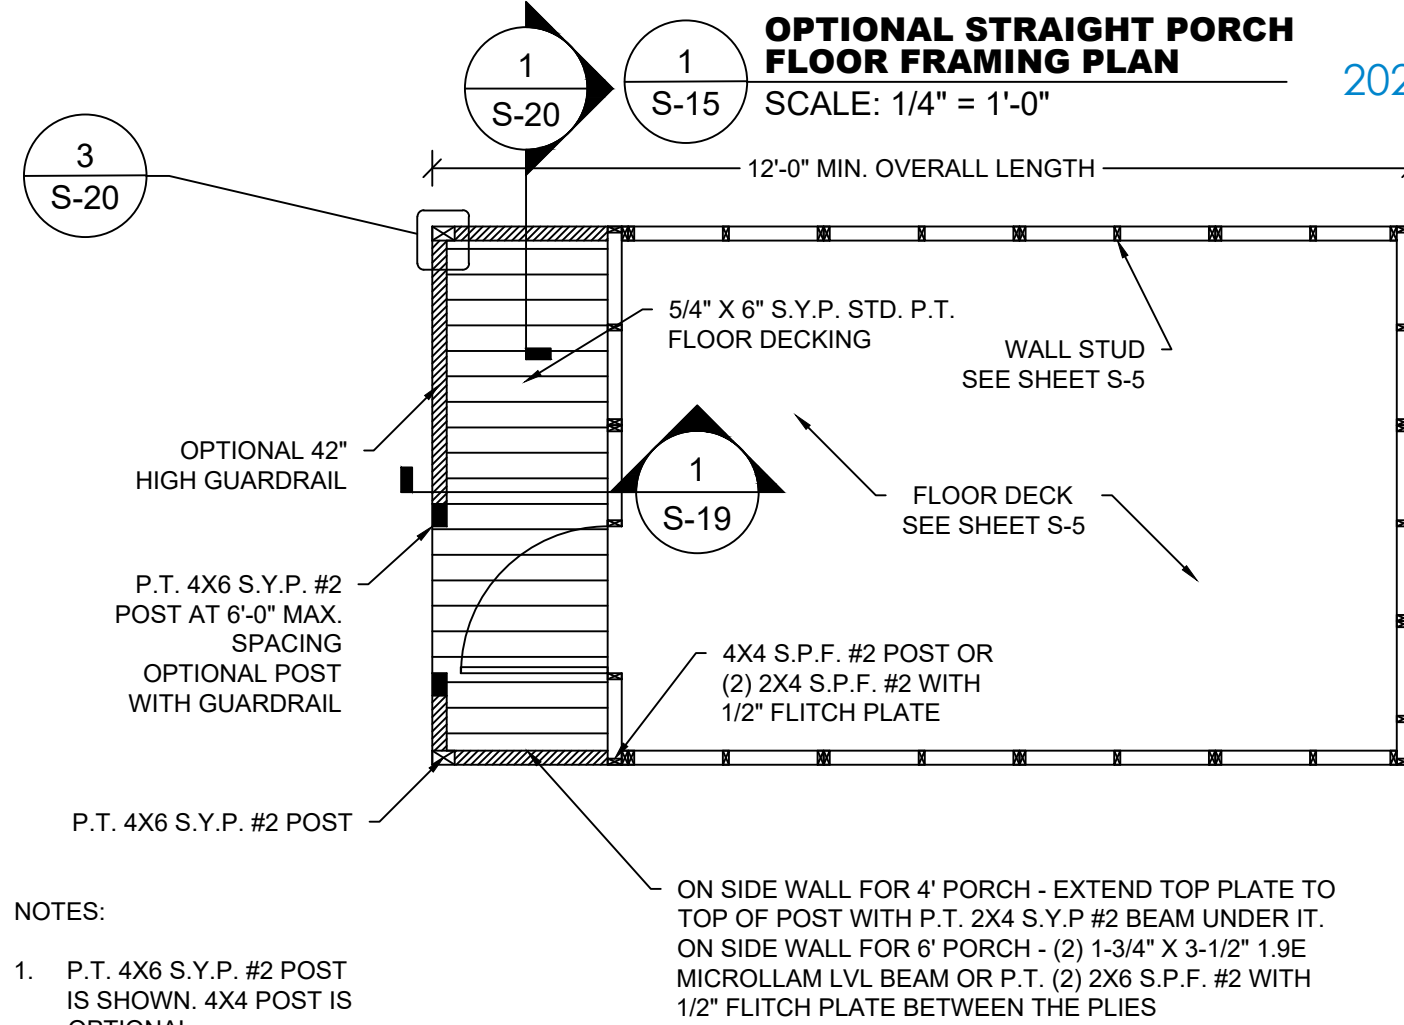 OPTIONAL STRAIGHT PORCH
FLOOR FRAMING PLAN
SCALE: 1/4" = 1'-0"
1
S-20
1
S-15
202
3
S-20
12'-0" MIN. OVERALL LENGTH
5/4" X 6" S.Y.P. STD. P.T.
FLOOR DECKING
WALL STUD
SEE SHEET S-5
OPTIONAL 42"
HIGH GUARDRAIL
1
S-19
FLOOR DECK
SEE SHEET S-5
P.T. 4X6 S.Y.P. #2
POST AT 6'-0" MAX.
SPACING
OPTIONAL POST
WITH GUARDRAIL
4X4 S.P.F. #2 POST OR
(2) 2X4 S.P.F. #2 WITH
1/2" FLITCH PLATE
P.T. 4X6 S.Y.P. #2 POST
ON SIDE WALL FOR 4' PORCH - EXTEND TOP PLATE TO
TOP OF POST WITH P.T. 2X4 S.Y.P #2 BEAM UNDER IT.
ON SIDE WALL FOR 6' PORCH - (2) 1-3/4" X 3-1/2" 1.9E
MICROLLAM LVL BEAM OR P.T. (2) 2X6 S.P.F. #2 WITH
1/2" FLITCH PLATE BETWEEN THE PLIES
NOTES:
1. P.T. 4X6 S.Y.P. #2 POST
IS SHOWN. 4X4 POST IS
OPTIONAL